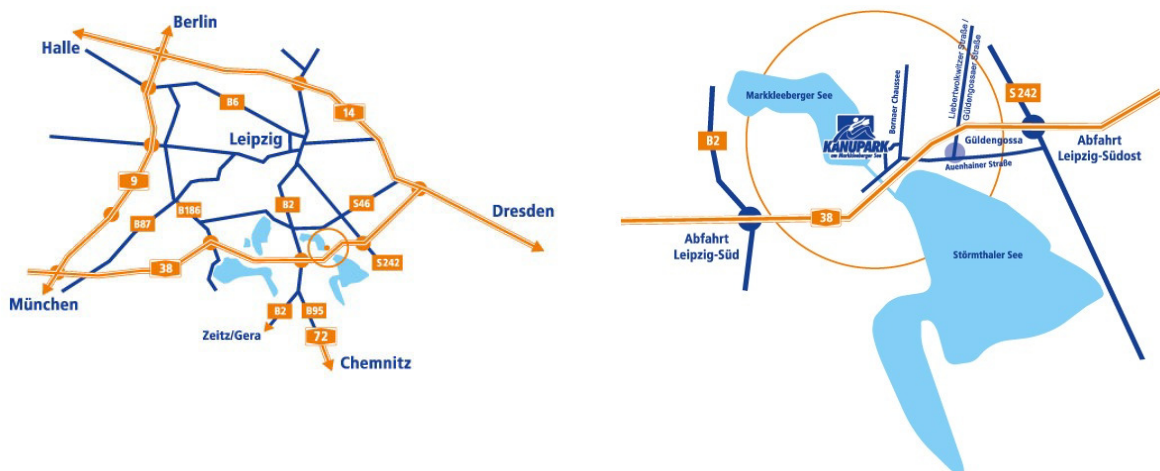 Berlin
Halle
B6
14
Leipzig
9
B2
S46
B186
B87
Dresden
38
S242
München
B2
B95
Zeitz/Gera
72
Chemnitz
Markkleeberger See
Bornaer Chaussee
Liebertwolkwitzer Straße /
Güldengossaer Straße
S 242
B2
KANUPARK
am Markkleeberger See
Güldengossa
Abfahrt
Leipzig-Südost
Auenhainer Straße
38
Abfahrt
Leipzig-Süd
Störmthaler See